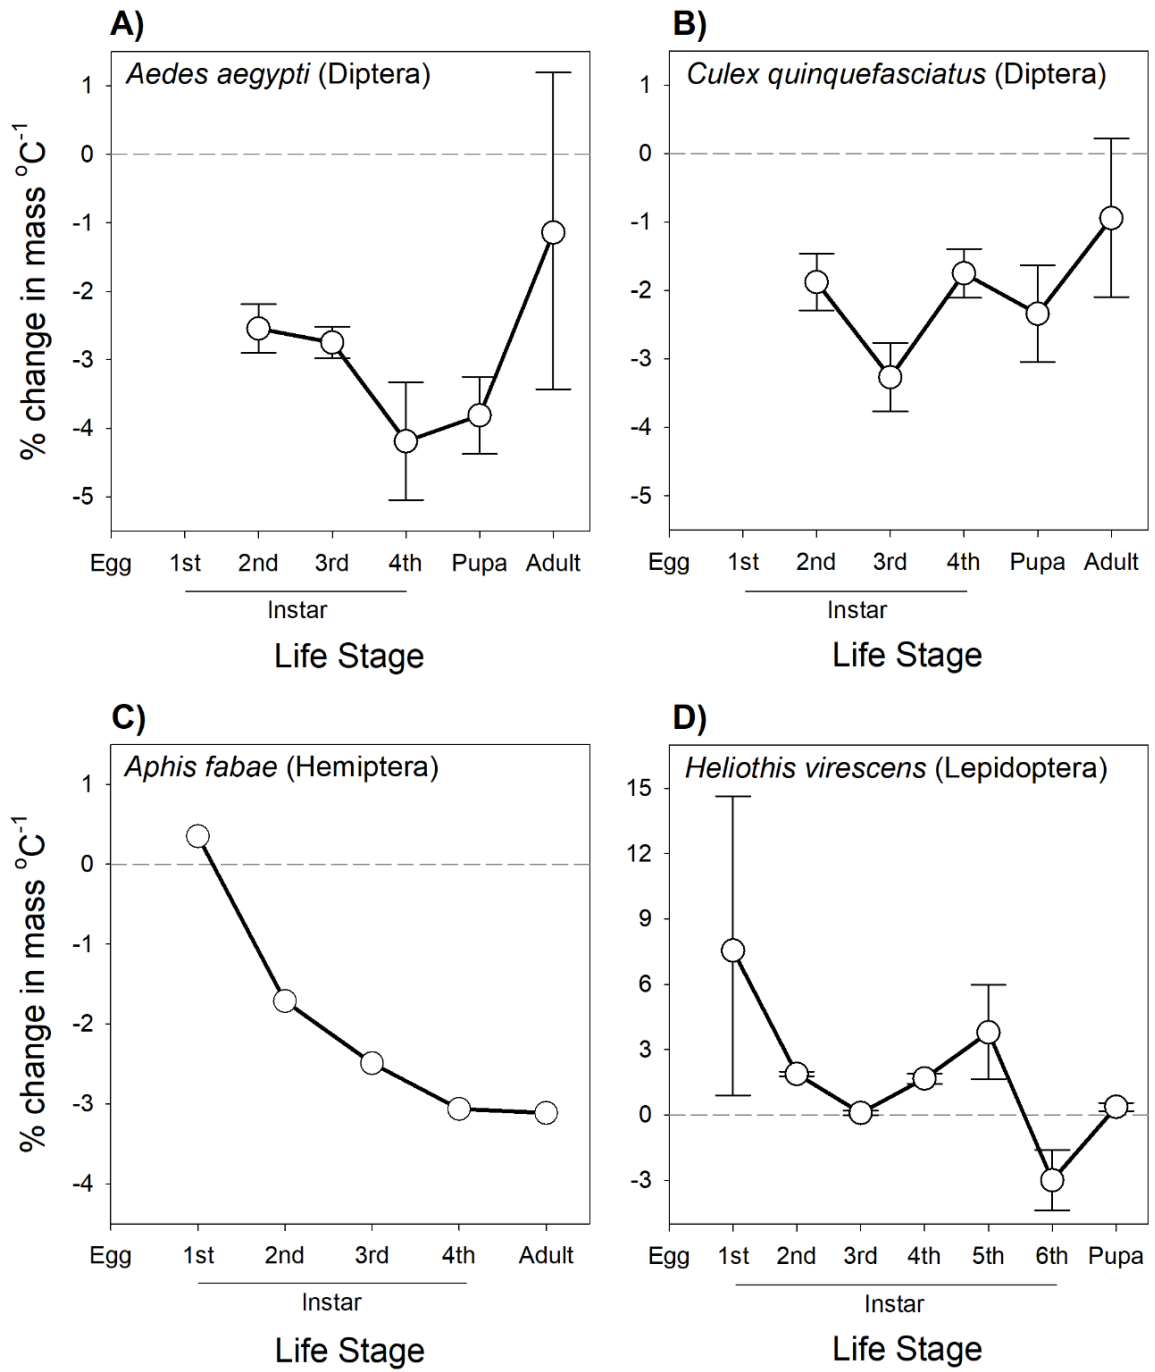 A)
Aedes aegypti (Diptera)
% change in mass °C⁻¹
1
0
-1
-2
-3
-4
-5
Egg 1st 2nd 3rd 4th Pupa Adult
Instar
Life Stage
B)
Culex quinquefasciatus (Diptera)
1
0
-1
-2
-3
-4
-5
Egg 1st 2nd 3rd 4th Pupa Adult
Instar
Life Stage
C)
Aphis fabae (Hemiptera)
% change in mass °C⁻¹
1
0
-1
-2
-3
-4
Egg 1st 2nd 3rd 4th Adult
Instar
Life Stage
D)
Heliothis virescens (Lepidoptera)
15
12
9
6
3
0
-3
Egg 1st 2nd 3rd 4th 5th 6th Pupa
Instar
Life Stage